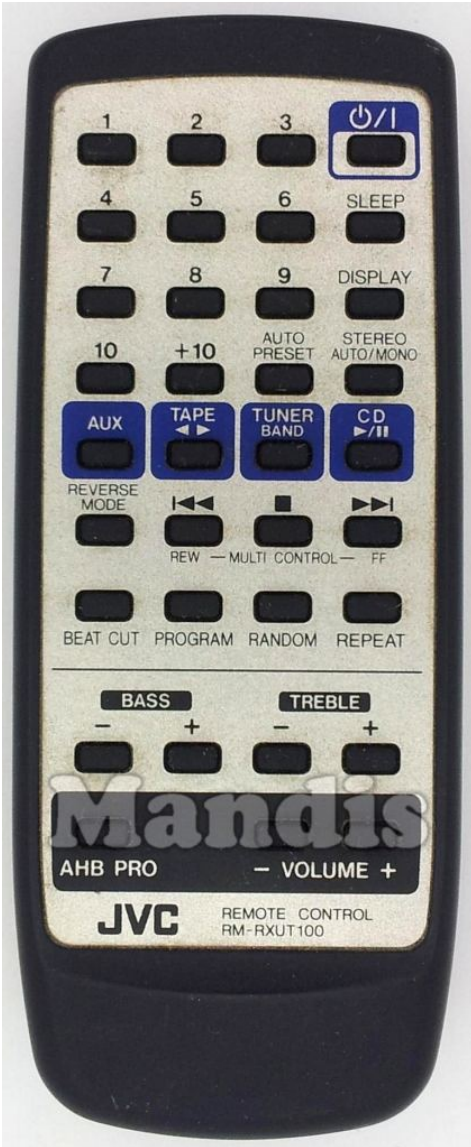 1 2 3 ⏻/I
4 5 6 SLEEP
7 8 9 DISPLAY
10 +10 AUTO PRESET STEREO AUTO/MONO
AUX TAPE ◄ ► TUNER BAND CD ►/II
REVERSE MODE I◄◄ ■ ►►I
REW —MULTI CONTROL— FF
BEAT CUT PROGRAM RANDOM REPEAT
BASS TREBLE
− + − +
Mandis
AHB PRO − VOLUME +
JVC REMOTE CONTROL
RM-RXUT100